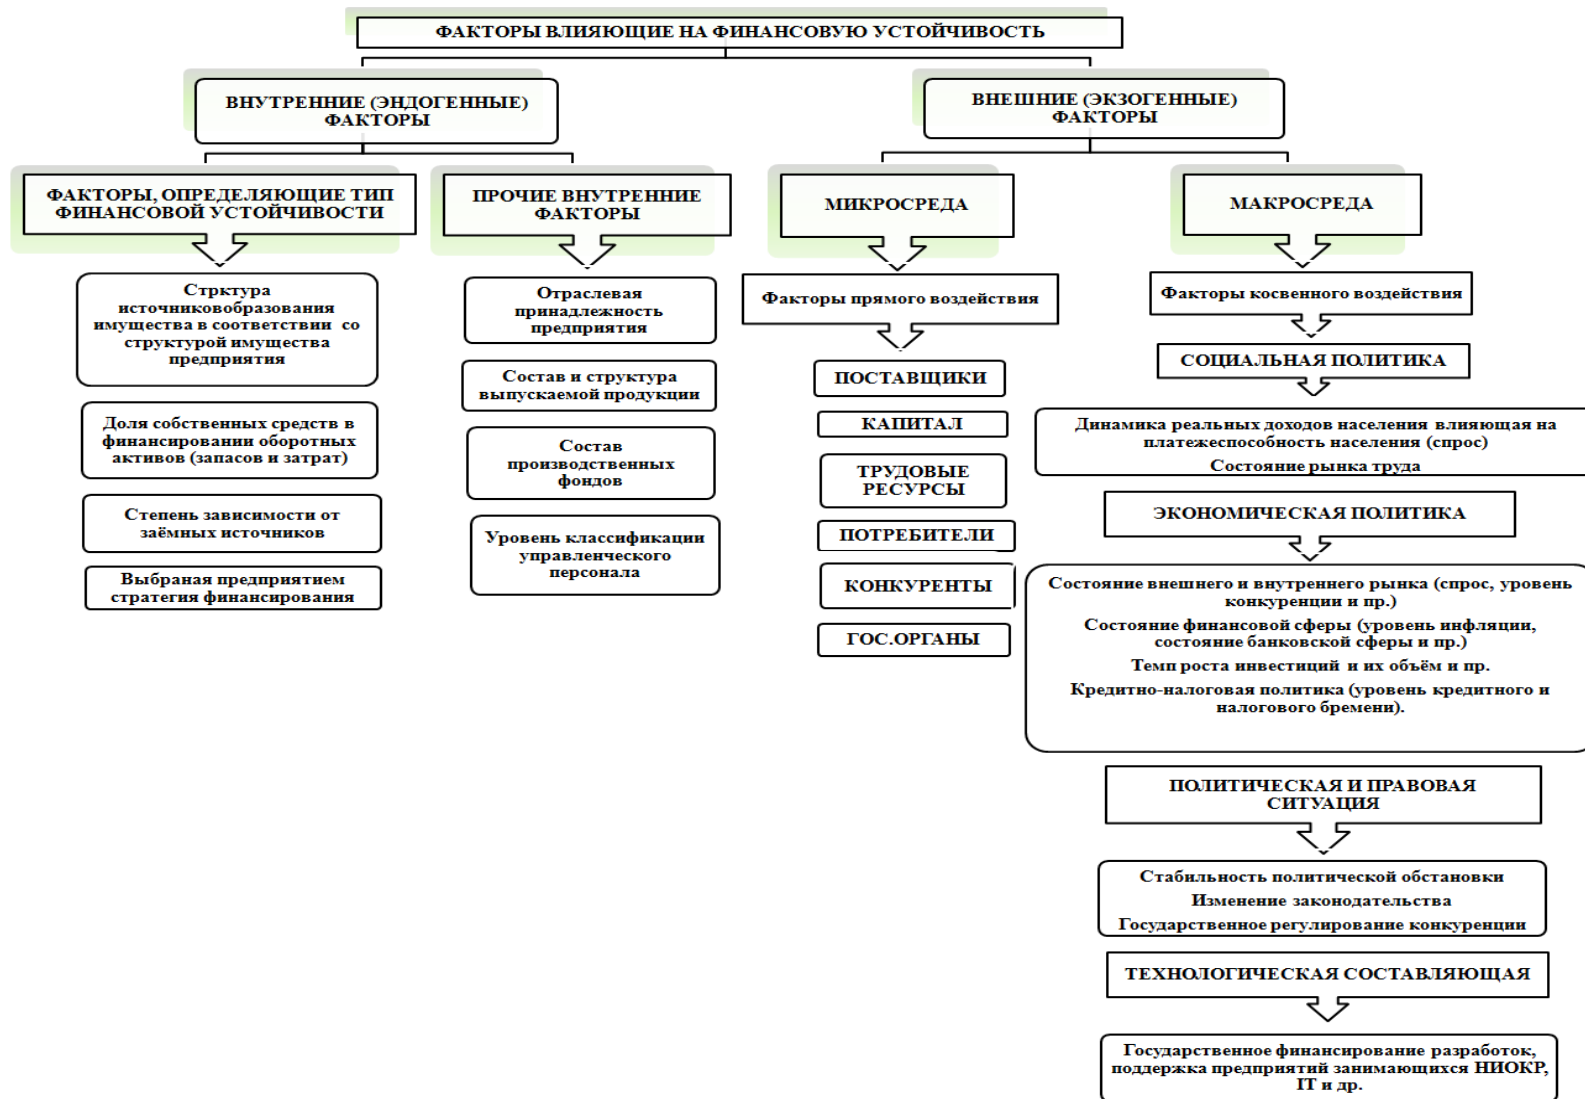 ФАКТОРЫ ВЛИЯЮЩИЕ НА ФИНАНСОВУЮ УСТОЙЧИВОСТЬ
ВНУТРЕННИЕ (ЭНДОГЕННЫЕ)
ФАКТОРЫ
ФАКТОРЫ, ОПРЕДЕЛЯЮЩИЕ ТИП
ФИНАНСОВОЙ УСТОЙЧИВОСТИ
Стрктура
источниковобразования
имущества в соответствии со
структурой имущества
предприятия
Доля собственных средств в
финансировании оборотных
активов (запасов и затрат)
Степень зависимости от
заёмных источников
Выбраная предприятием
стратегия финансирования
ПРОЧИЕ ВНУТРЕННИЕ
ФАКТОРЫ
Отраслевая
принадлежность
предприятия
Состав и структура
выпускаемой продукции
Состав
производственных
фондов
Уровень классификации
управленческого
персонала
ВНЕШНИЕ (ЭКЗОГЕННЫЕ)
ФАКТОРЫ
МИКРОСРЕДА
Факторы прямого воздействия
ПОСТАВЩИКИ
КАПИТАЛ
ТРУДОВЫЕ
РЕСУРСЫ
ПОТРЕБИТЕЛИ
КОНКУРЕНТЫ
ГОС.ОРГАНЫ
МАКРОСРЕДА
Факторы косвенного воздействия
СОЦИАЛЬНАЯ ПОЛИТИКА
Динамика реальных доходов населения влияющая на
платежеспособность населения (спрос)
Состояние рынка труда
ЭКОНОМИЧЕСКАЯ ПОЛИТИКА
Состояние внешнего и внутреннего рынка (спрос, уровень
конкуренции и пр.)
Состояние финансовой сферы (уровень инфляции,
состояние банковской сферы и пр.)
Темп роста инвестиций и их объём и пр.
Кредитно-налоговая политика (уровень кредитного и
налогового бремени).
ПОЛИТИЧЕСКАЯ И ПРАВОВАЯ
СИТУАЦИЯ
Стабильность политической обстановки
Изменение законодательства
Государственное регулирование конкуренции
ТЕХНОЛОГИЧЕСКАЯ СОСТАВЛЯЮЩАЯ
Государственное финансирование разработок,
поддержка предприятий занимающихся НИОКР,
IT и др.